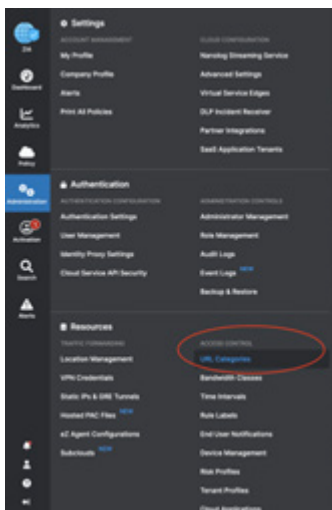 Settings
ACCOUNT MANAGEMENT
My Profile
Company Profile
Alerts
Print All Policies
CLOUD CONFIGURATION
Nanolog Streaming Service
Advanced Settings
Virtual Service Edges
DLP Incident Receiver
Partner Integrations
SaaS Application Tenants
Authentication
AUTHENTICATION CONFIGURATION
Authentication Settings
User Management
Identity Proxy Settings
Cloud Service API Security
ADMINISTRATION CONTROLS
Administrator Management
Role Management
Audit Logs
Event Logs NEW
Backup & Restore
Resources
TRAFFIC FORWARDING
Location Management
VPN Credentials
Static IPs & GRE Tunnels
Hosted PAC Files NEW
eZ Agent Configurations
Subclouds NEW
ACCESS CONTROL
URL Categories
Bandwidth Classes
Time Intervals
Rule Labels
End User Notifications
Device Management
Risk Profiles
Tenant Profiles
Cloud Applications
ZIA
Dashboard
Analytics
Policy
Administration
Activation
Search
Alerts